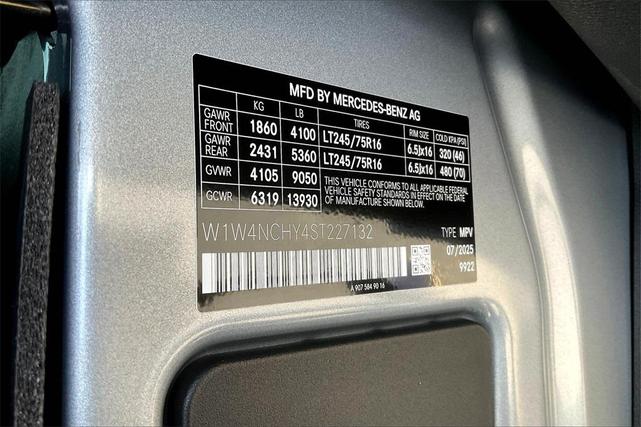 MFD BY MERCEDES-BENZ AG
KG LB TIRES RIM SIZE COLD KPA (PSI)
GAWR FRONT 1860 4100 LT245/75R16 6.5Jx16 320 (46)
GAWR REAR 2431 5360 LT245/75R16 6.5Jx16 480 (70)
GVWR 4105 9050
GCWR 6319 13930
THIS VEHICLE CONFORMS TO ALL APPLICABLE FEDERAL
VEHICLE SAFETY STANDARDS IN EFFECT ON THE DATE
OF MANUFACTURE SHOWN BELOW.
W1W4NCHY4ST227132
TYPE MPV
07/2025
9922
A 907 584 90 16